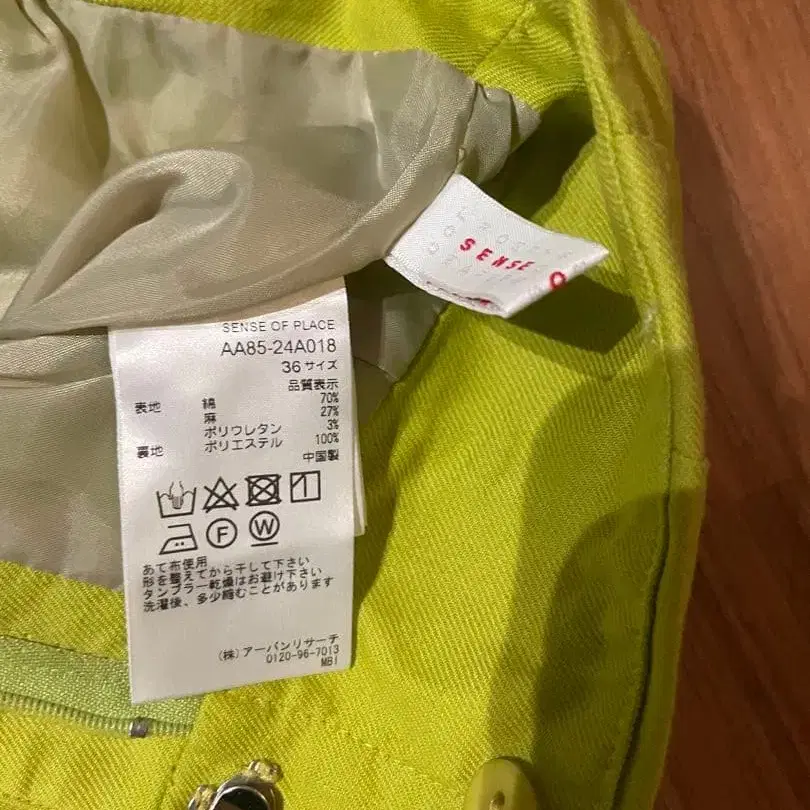 SENSE
SENSE OF PLACE
AA85-24A018
36サイズ
品質表示
表地 綿 70%
麻 27%
ポリウレタン 3%
裏地 ポリエステル 100%
中国製
F W
あて布使用
形を整えてから干して下さい
タンブラー乾燥はお避け下さい
洗濯後、多少縮むことがあります
(株)アーバンリサーチ
0120-96-7013
MBI